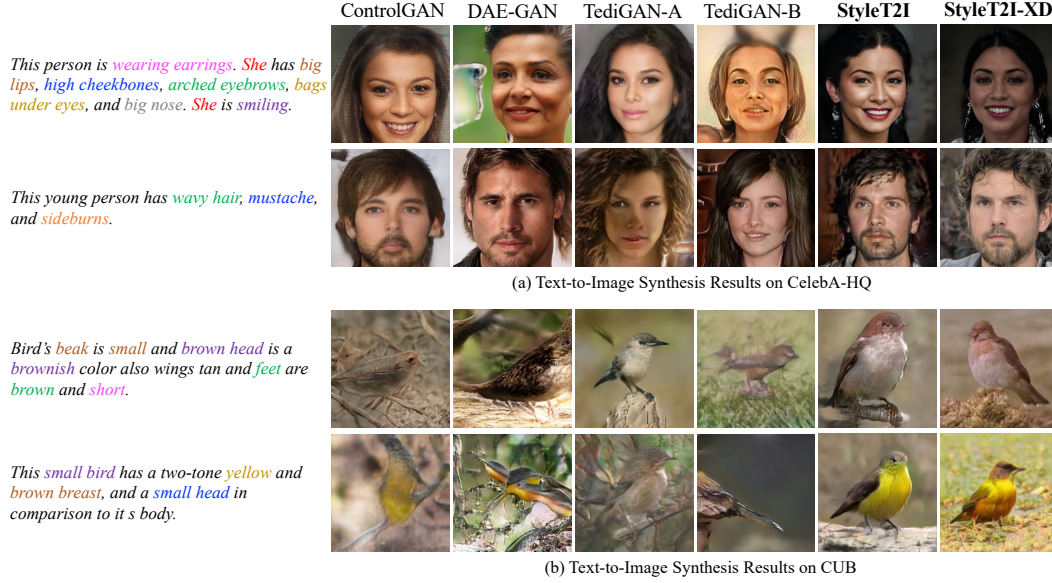 ControlGAN DAE-GAN TediGAN-A TediGAN-B StyleT2I StyleT2I-XD
This person is wearing earrings. She has big
lips, high cheekbones, arched eyebrows, bags
under eyes, and big nose. She is smiling.
This young person has wavy hair, mustache,
and sideburns.
(a) Text-to-Image Synthesis Results on CelebA-HQ
Bird's beak is small and brown head is a
brownish color also wings tan and feet are
brown and short.
This small bird has a two-tone yellow and
brown breast, and a small head in
comparison to it s body.
(b) Text-to-Image Synthesis Results on CUB